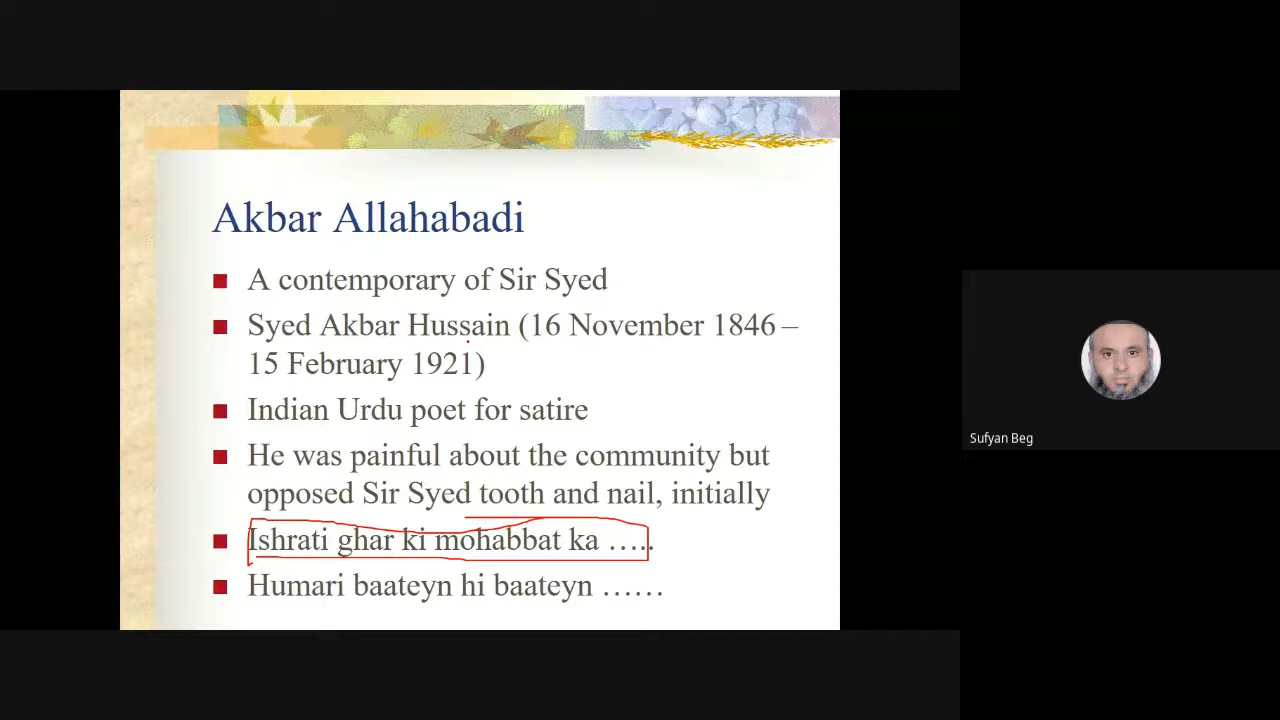 Akbar Allahabadi
A contemporary of Sir Syed
Syed Akbar Hussain (16 November 1846 –
15 February 1921)
Indian Urdu poet for satire
He was painful about the community but
opposed Sir Syed tooth and nail, initially
Ishrati ghar ki mohabbat ka …..
Humari baateyn hi baateyn ……
Sufyan Beg